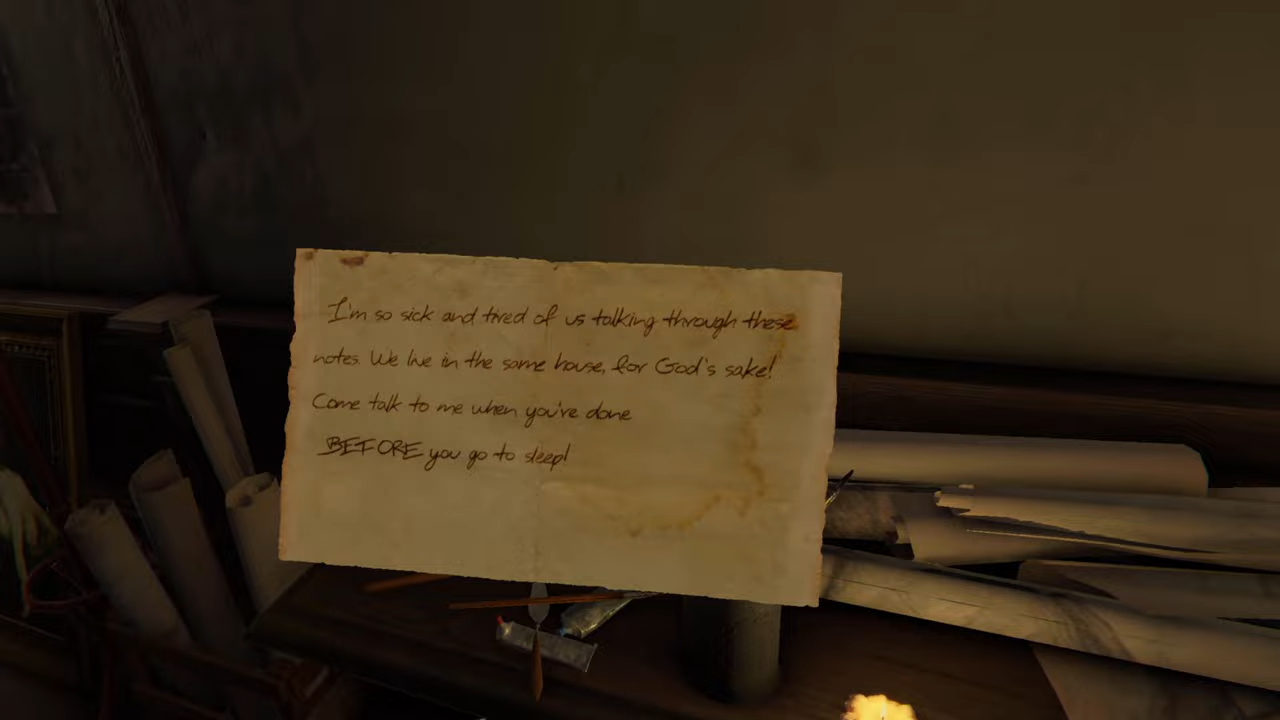 I'm so sick and tired of us talking through these
notes. We live in the same house, for God's sake!
Come talk to me when you're done
BEFORE you go to sleep!